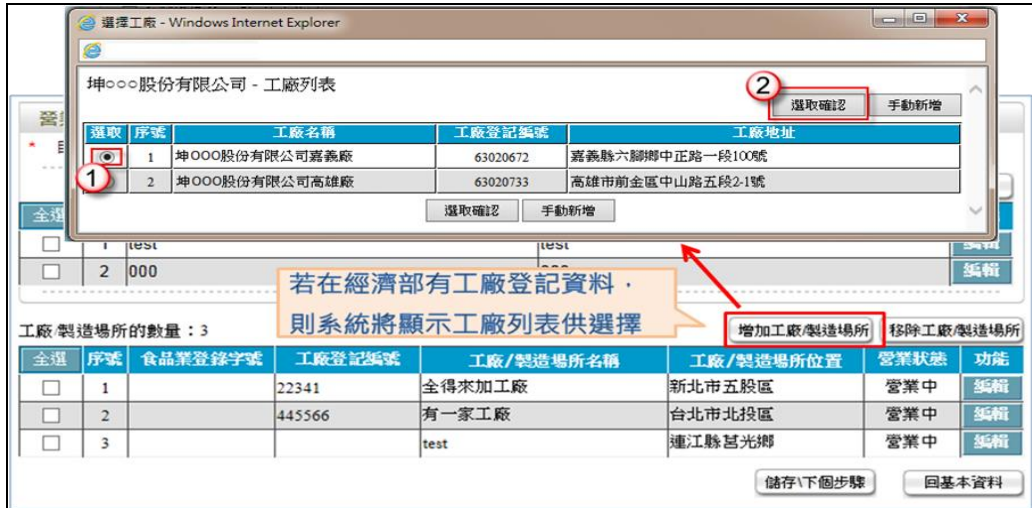 選擇工廠 - Windows Internet Explorer
坤○○○股份有限公司 - 工廠列表
2
選取確認 手動新增
選取 序號 工廠名稱 工廠登記編號 工廠地址
1 坤OOO股份有限公司嘉義廠 63020672 嘉義縣六腳鄉中正路一段100號
1
2 坤OOO股份有限公司高雄廠 63020733 高雄市前金區中山路五段2-1號
選取確認 手動新增
營
*
全選
1 test test 編輯
2 000 編輯
若在經濟部有工廠登記資料，
則系統將顯示工廠列表供選擇
工廠/製造場所的數量：3 增加工廠/製造場所 移除工廠/製造場所
全選 序號 食品業登錄字號 工廠登記編號 工廠/製造場所名稱 工廠/製造場所位置 營業狀態 功能
1 22341 全得來加工廠 新北市五股區 營業中 編輯
2 445566 有一家工廠 台北市北投區 營業中 編輯
3 test 連江縣莒光鄉 營業中 編輯
儲存\下個步驟 回基本資料